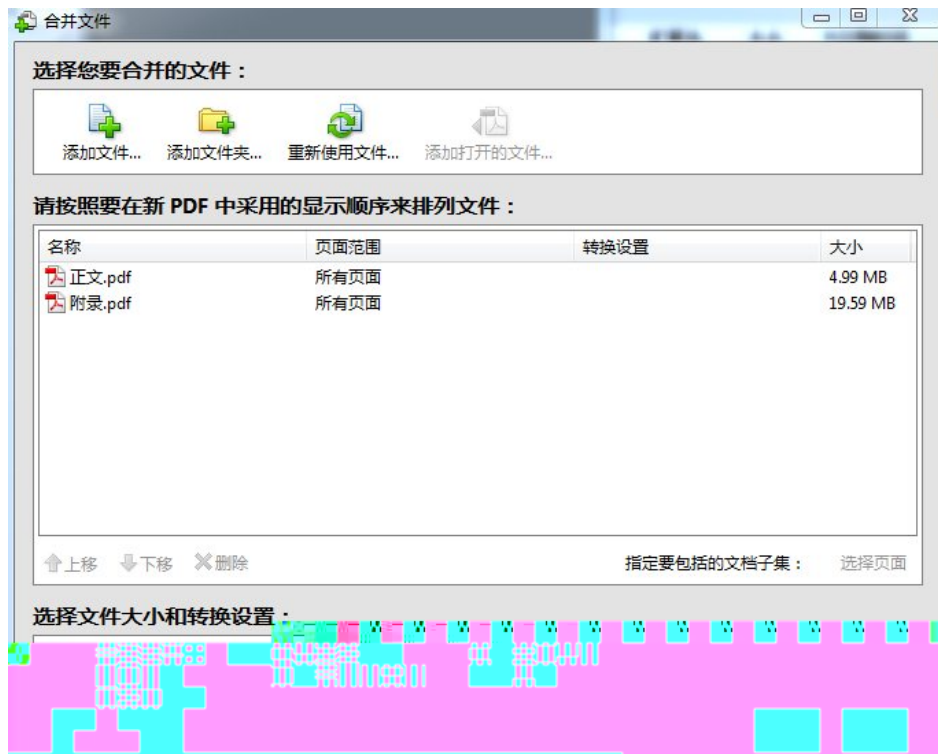 合并文件
选择您要合并的文件：
添加文件... 添加文件夹... 重新使用文件... 添加打开的文件...
请按照要在新 PDF 中采用的显示顺序来排列文件：
名称 页面范围 转换设置 大小
正文.pdf 所有页面 4.99 MB
附录.pdf 所有页面 19.59 MB
上移 下移 删除 指定要包括的文档子集： 选择页面
选择文件大小和转换设置：